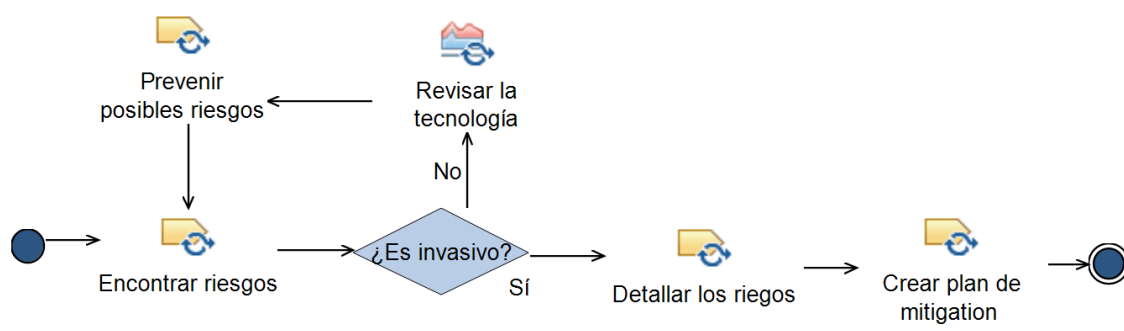 Prevenir
posibles riesgos
Revisar la
tecnología
No
Encontrar riesgos
¿Es invasivo?
Sí
Detallar los riegos
Crear plan de
mitigation